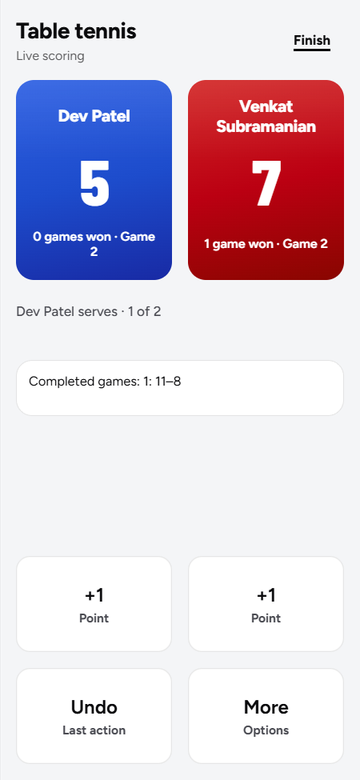 Table tennis
Live scoring
Finish
Dev Patel
5
0 games won · Game
2
Venkat
Subramanian
7
1 game won · Game 2
Dev Patel serves · 1 of 2
Completed games: 1: 11–8
+1
Point
+1
Point
Undo
Last action
More
Options